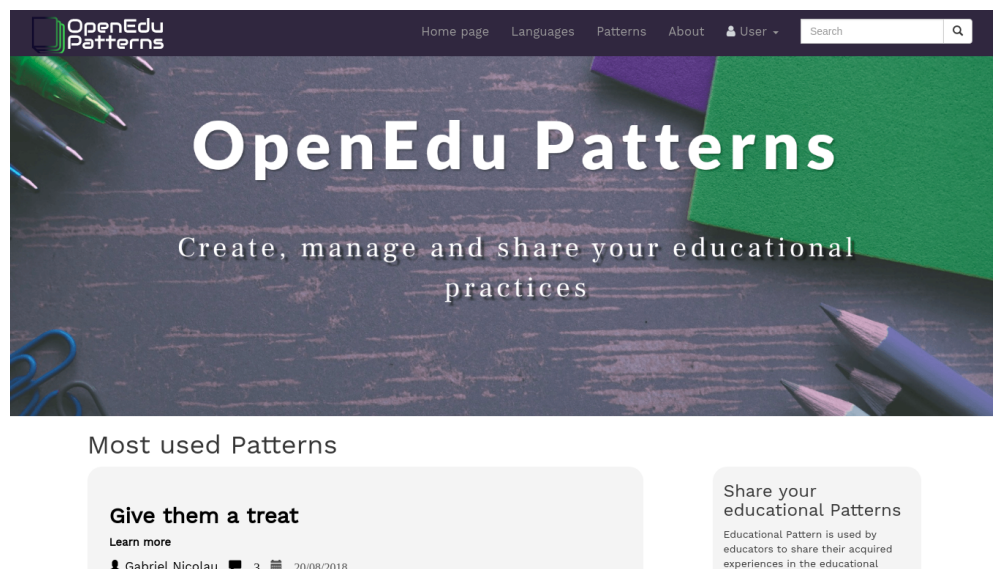 OpenEdu
Patterns
Home page Languages Patterns About User Search
OpenEdu Patterns
Create, manage and share your educational
practices
Most used Patterns
Give them a treat
Learn more
Gabriel Nicolau 3 20/08/2018
Share your
educational Patterns
Educational Pattern is used by
educators to share their acquired
experiences in the educational